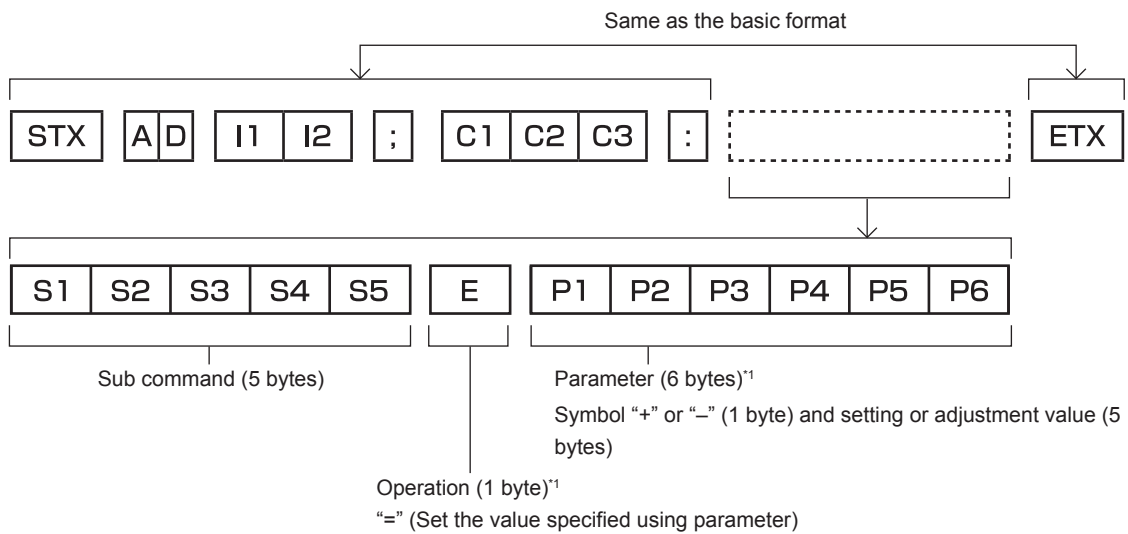 Same as the basic format
STX A D I1 I2 ; C1 C2 C3 : ETX
S1 S2 S3 S4 S5 E P1 P2 P3 P4 P5 P6
Sub command (5 bytes)
Parameter (6 bytes)*1
Symbol “+” or “–” (1 byte) and setting or adjustment value (5
bytes)
Operation (1 byte)*1
“=” (Set the value specified using parameter)